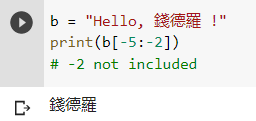 b = "Hello, 錢德羅 !"
print(b[-5:-2])
# -2 not included
錢德羅